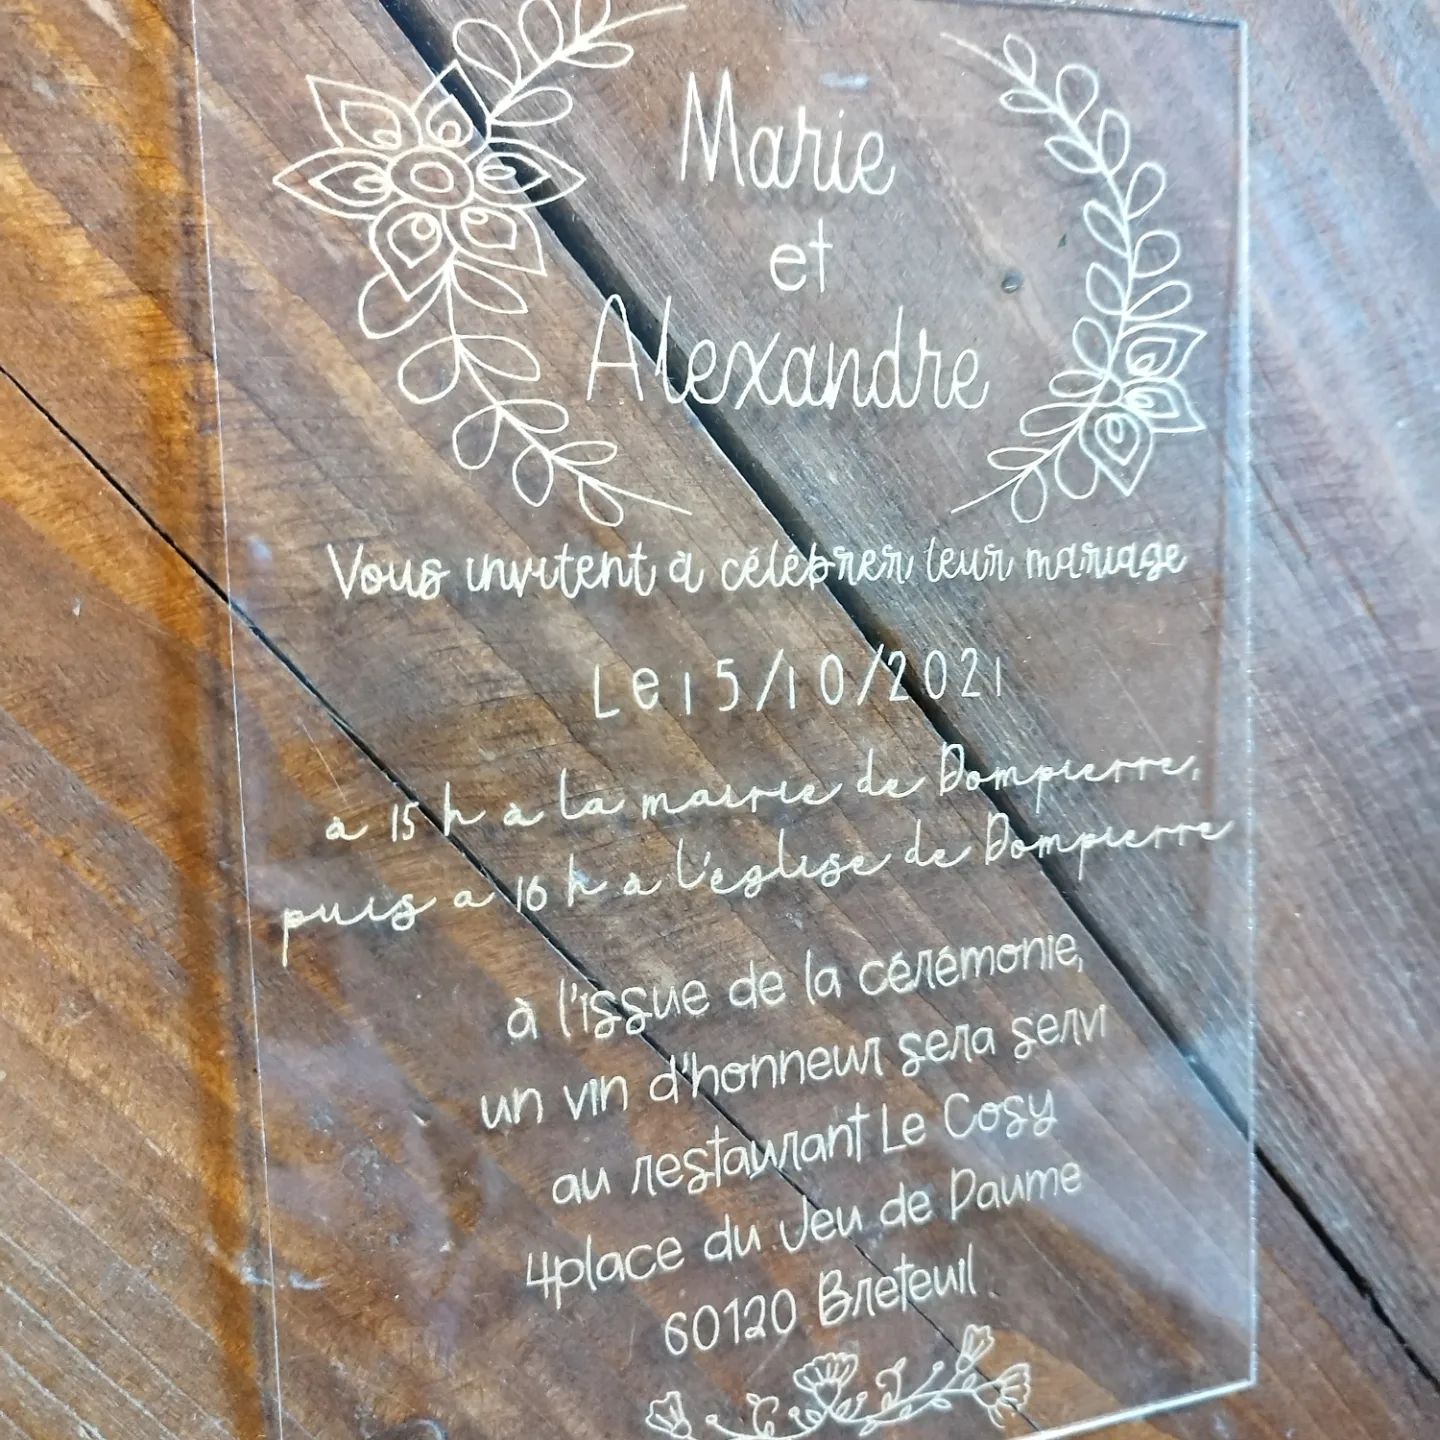 Marie
et
Alexandre
Vous invitent à célébrer leur mariage
Le 15/10/2021
à 15 h à la mairie de Dompierre,
puis a 16 h à l'église de Dompierre
à l'issue de la cérémonie,
un vin d'honneur sera servi
au restaurant Le Cosy
4place du Jeu de Paume
60120 Breteuil